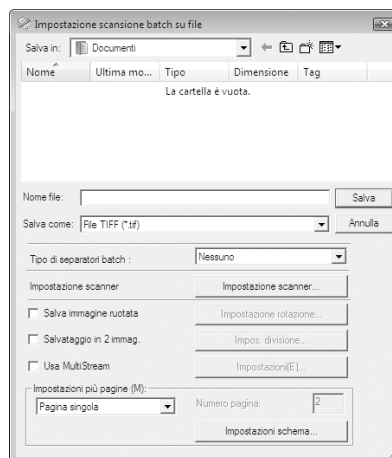 Impostazione scansione batch su file
Salva in: Documenti
Nome Ultima mo... Tipo Dimensione Tag
La cartella è vuota.
Nome file: Salva
Salva come: File TIFF (*.tif) Annulla
Tipo di separatori batch : Nessuno
Impostazione scanner Impostazione scanner...
Salva immagine ruotata Impostazione rotazione...
Salvataggio in 2 immag. Impos. divisione...
Usa MultiStream Impostazioni(E)...
Impostazioni più pagine (M):
Pagina singola Numero pagina: 2
Impostazioni schema...